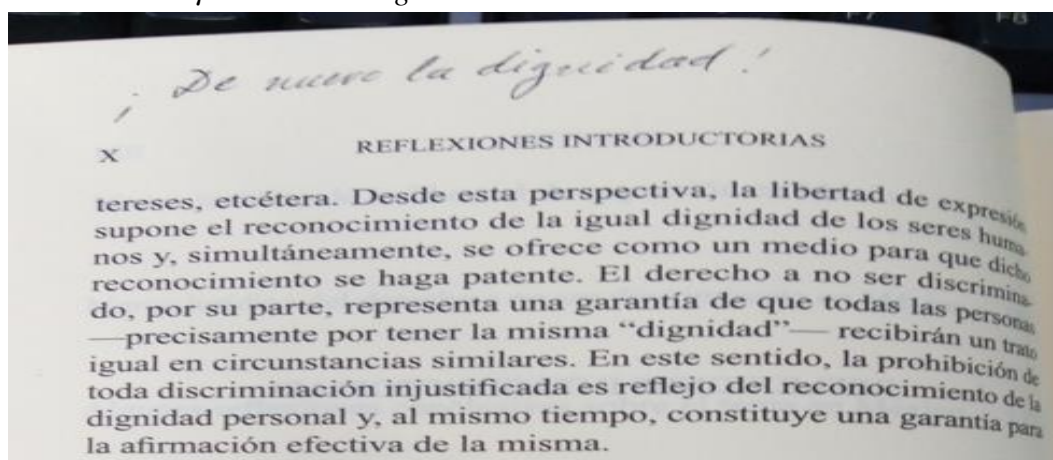 ¡De nuevo la dignidad!
X REFLEXIONES INTRODUCTORIAS
tereses, etcétera. Desde esta perspectiva, la libertad de expresión
supone el reconocimiento de la igual dignidad de los seres huma-
nos y, simultáneamente, se ofrece como un medio para que dicho
reconocimiento se haga patente. El derecho a no ser discrimina-
do, por su parte, representa una garantía de que todas las personas
—precisamente por tener la misma “dignidad”— recibirán un trato
igual en circunstancias similares. En este sentido, la prohibición de
toda discriminación injustificada es reflejo del reconocimiento de la
dignidad personal y, al mismo tiempo, constituye una garantía para
la afirmación efectiva de la misma.